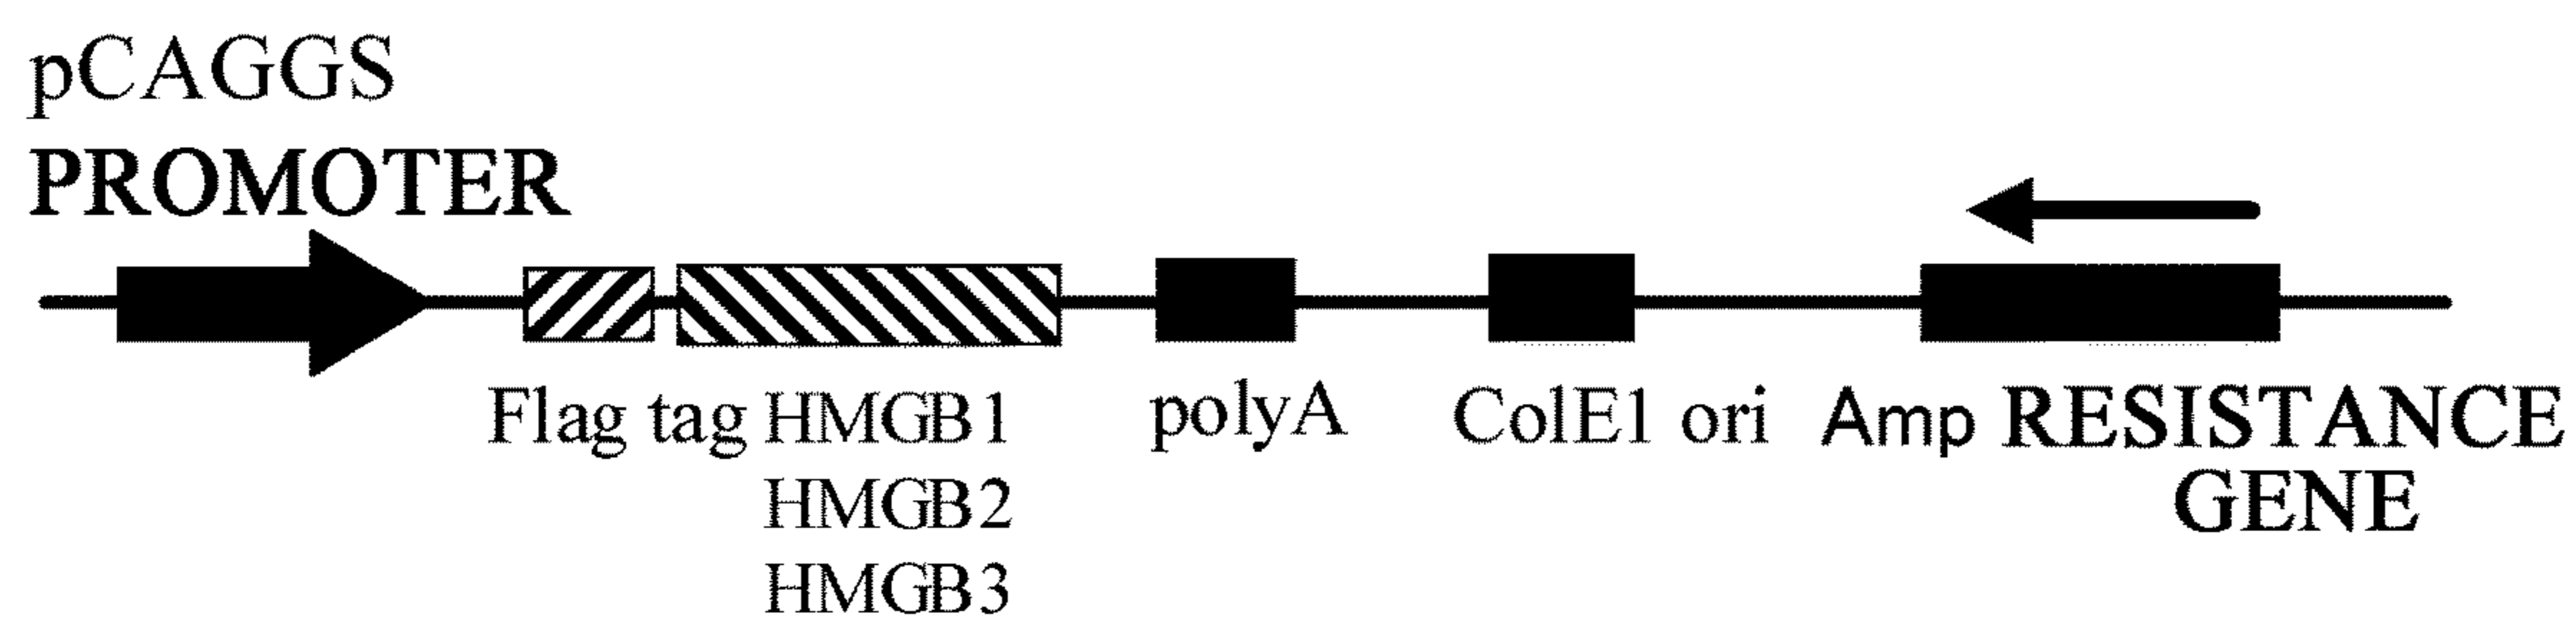 pCAGGS
PROMOTER
Flag tag HMGB1 polyA ColE1 ori Amp RESISTANCE
HMGB2 GENE
HMGB3